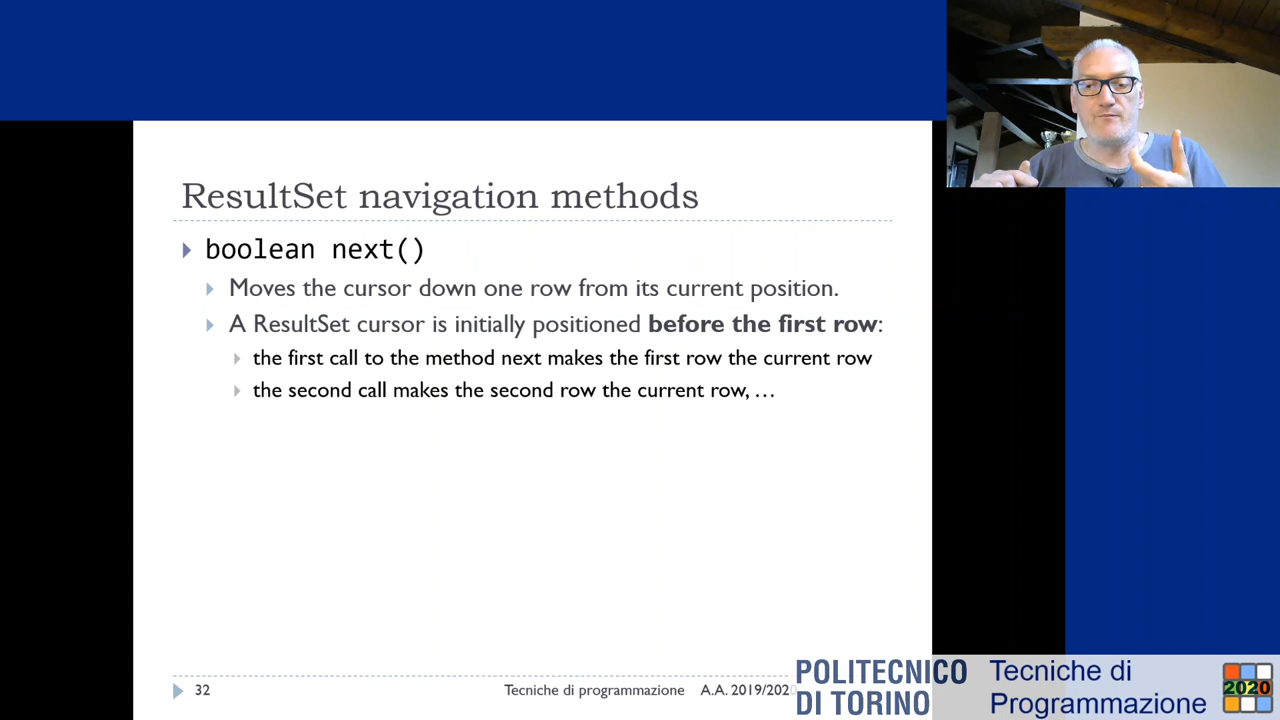 ResultSet navigation methods
boolean next()
Moves the cursor down one row from its current position.
A ResultSet cursor is initially positioned before the first row:
the first call to the method next makes the first row the current row
the second call makes the second row the current row, …
32
Tecniche di programmazione A.A. 2019/2020
POLITECNICO
DI TORINO
Tecniche di
Programmazione
2020